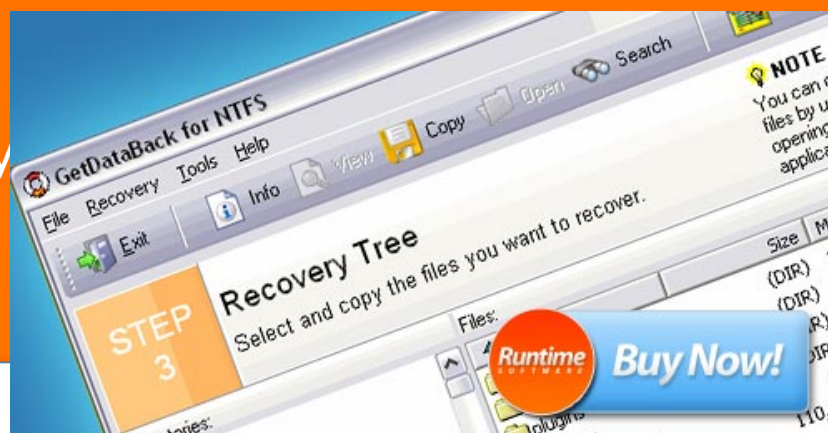 GetDataBack for NTFS
File Recovery Tools Help
Exit Info View Copy Open Search
NOTE
You can
files by
opening
STEP
3
Recovery Tree
Select and copy the files you want to recover.
Files:
Size
(DIR)
(DIR)
plugins
110,
Runtime
SOFTWARE
Buy Now!